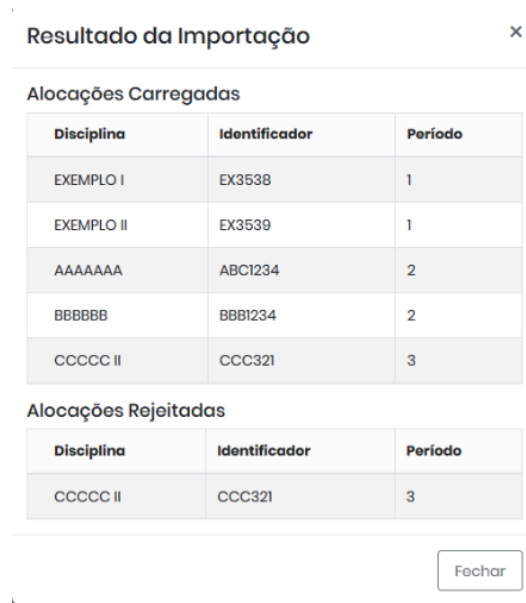 Resultado da Importação ×
Alocações Carregadas
Disciplina Identificador Período
EXEMPLO I EX3538 1
EXEMPLO II EX3539 1
AAAAAAA ABC1234 2
BBBBBB BBB1234 2
CCCCC II CCC321 3
Alocações Rejeitadas
Disciplina Identificador Período
CCCCC II CCC321 3
Fechar